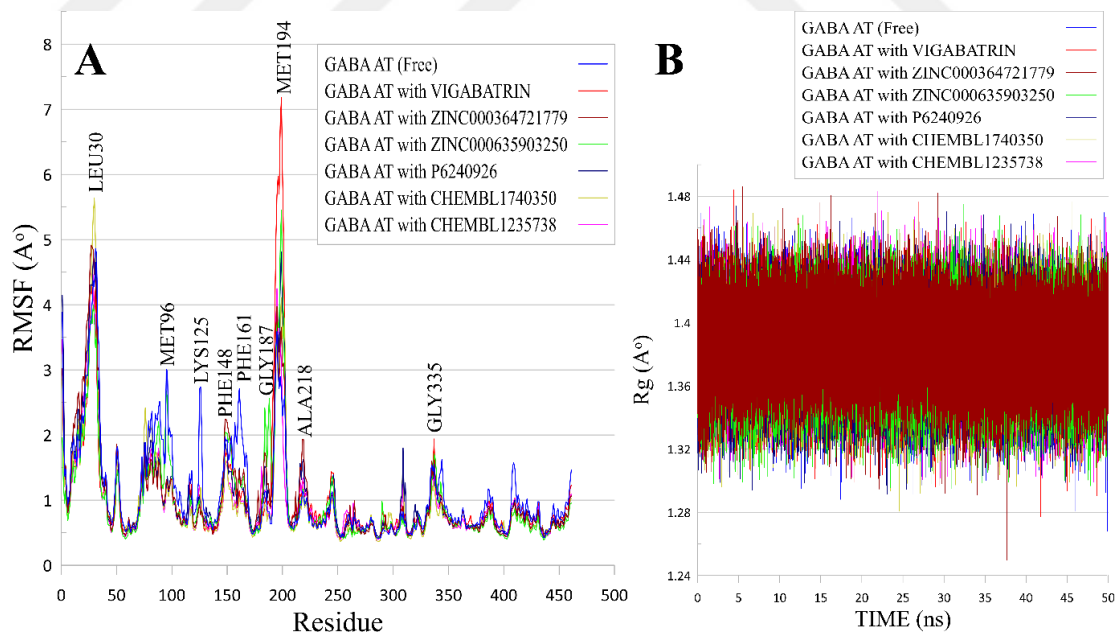 A
GABA AT (Free)
GABA AT with VIGABATRIN
GABA AT with ZINC000364721779
GABA AT with ZINC000635903250
GABA AT with P6240926
GABA AT with CHEMBL1740350
GABA AT with CHEMBL1235738
LEU30
MET96
LYS125
PHE148
PHE161
GLY187
MET194
ALA218
GLY335
RMSF (A°)
8
7
6
5
4
3
2
1
0
0 50 100 150 200 250 300 350 400 450 500
Residue
B
GABA AT (Free)
GABA AT with VIGABATRIN
GABA AT with ZINC000364721779
GABA AT with ZINC000635903250
GABA AT with P6240926
GABA AT with CHEMBL1740350
GABA AT with CHEMBL1235738
Rg (A°)
1.48
1.44
1.4
1.36
1.32
1.28
1.24
0 5 10 15 20 25 30 35 40 45 50
TIME (ns)